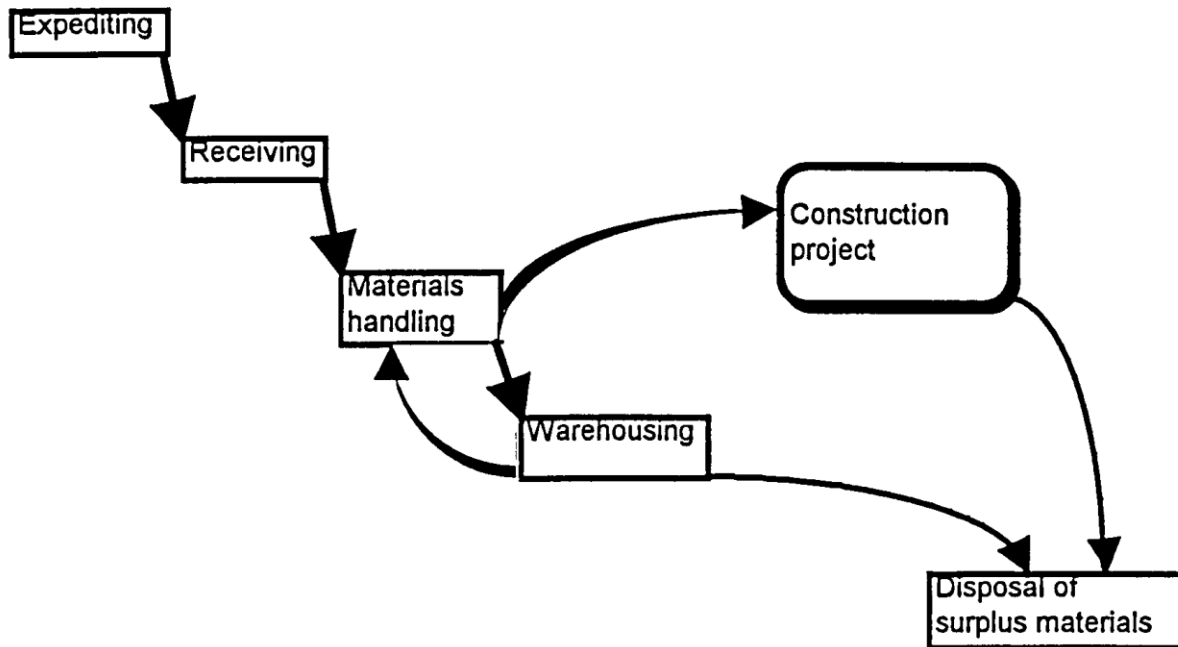 Expediting
Receiving
Construction
project
Materials
handling
Warehousing
Disposal of
surplus materials